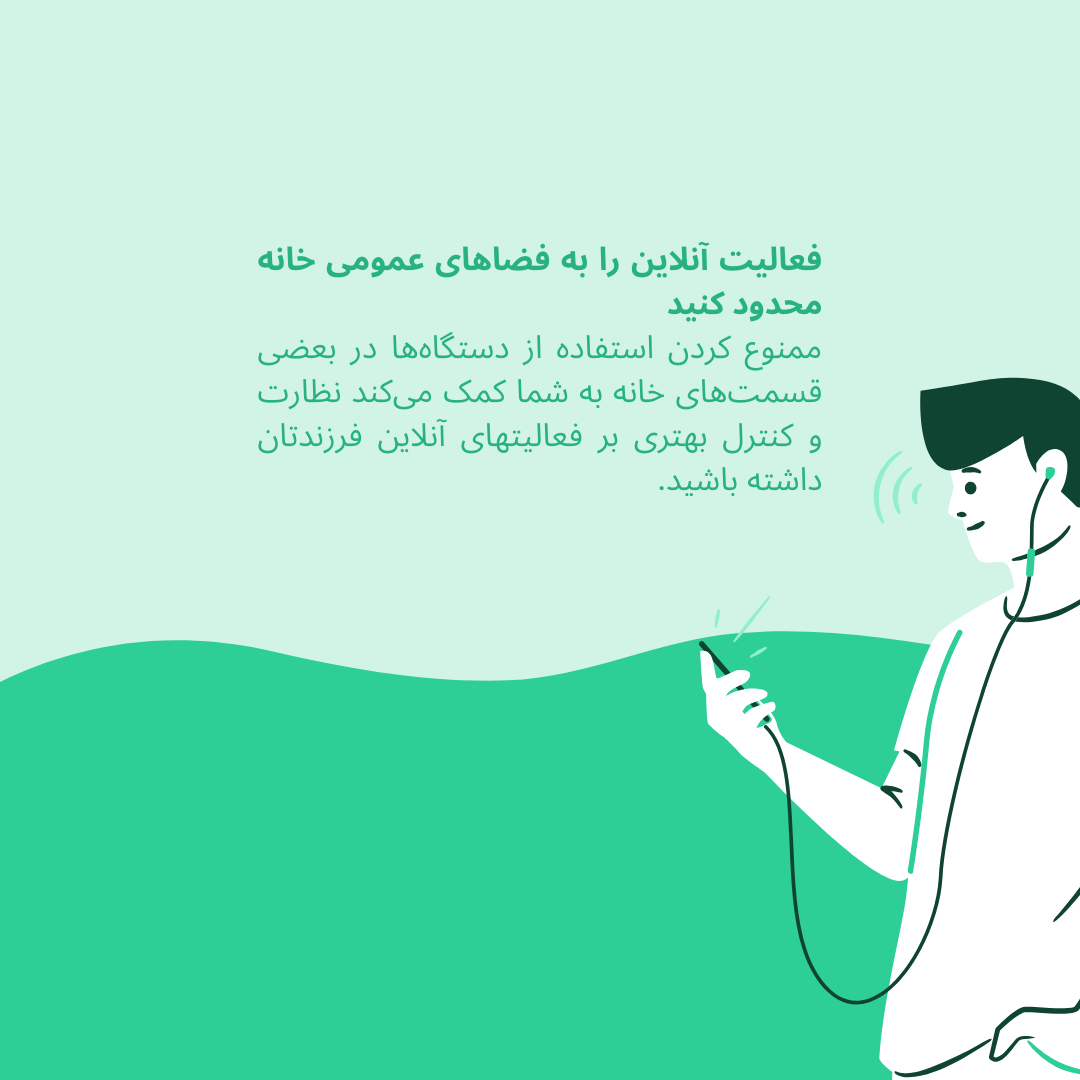 فعالیت آنلاین را به فضاهای عمومی خانه
محدود کنید
ممنوع کردن استفاده از دستگاه‌ها در بعضی
قسمت‌های خانه به شما کمک می‌کند نظارت
و کنترل بهتری بر فعالیتهای آنلاین فرزندتان
داشته باشید.